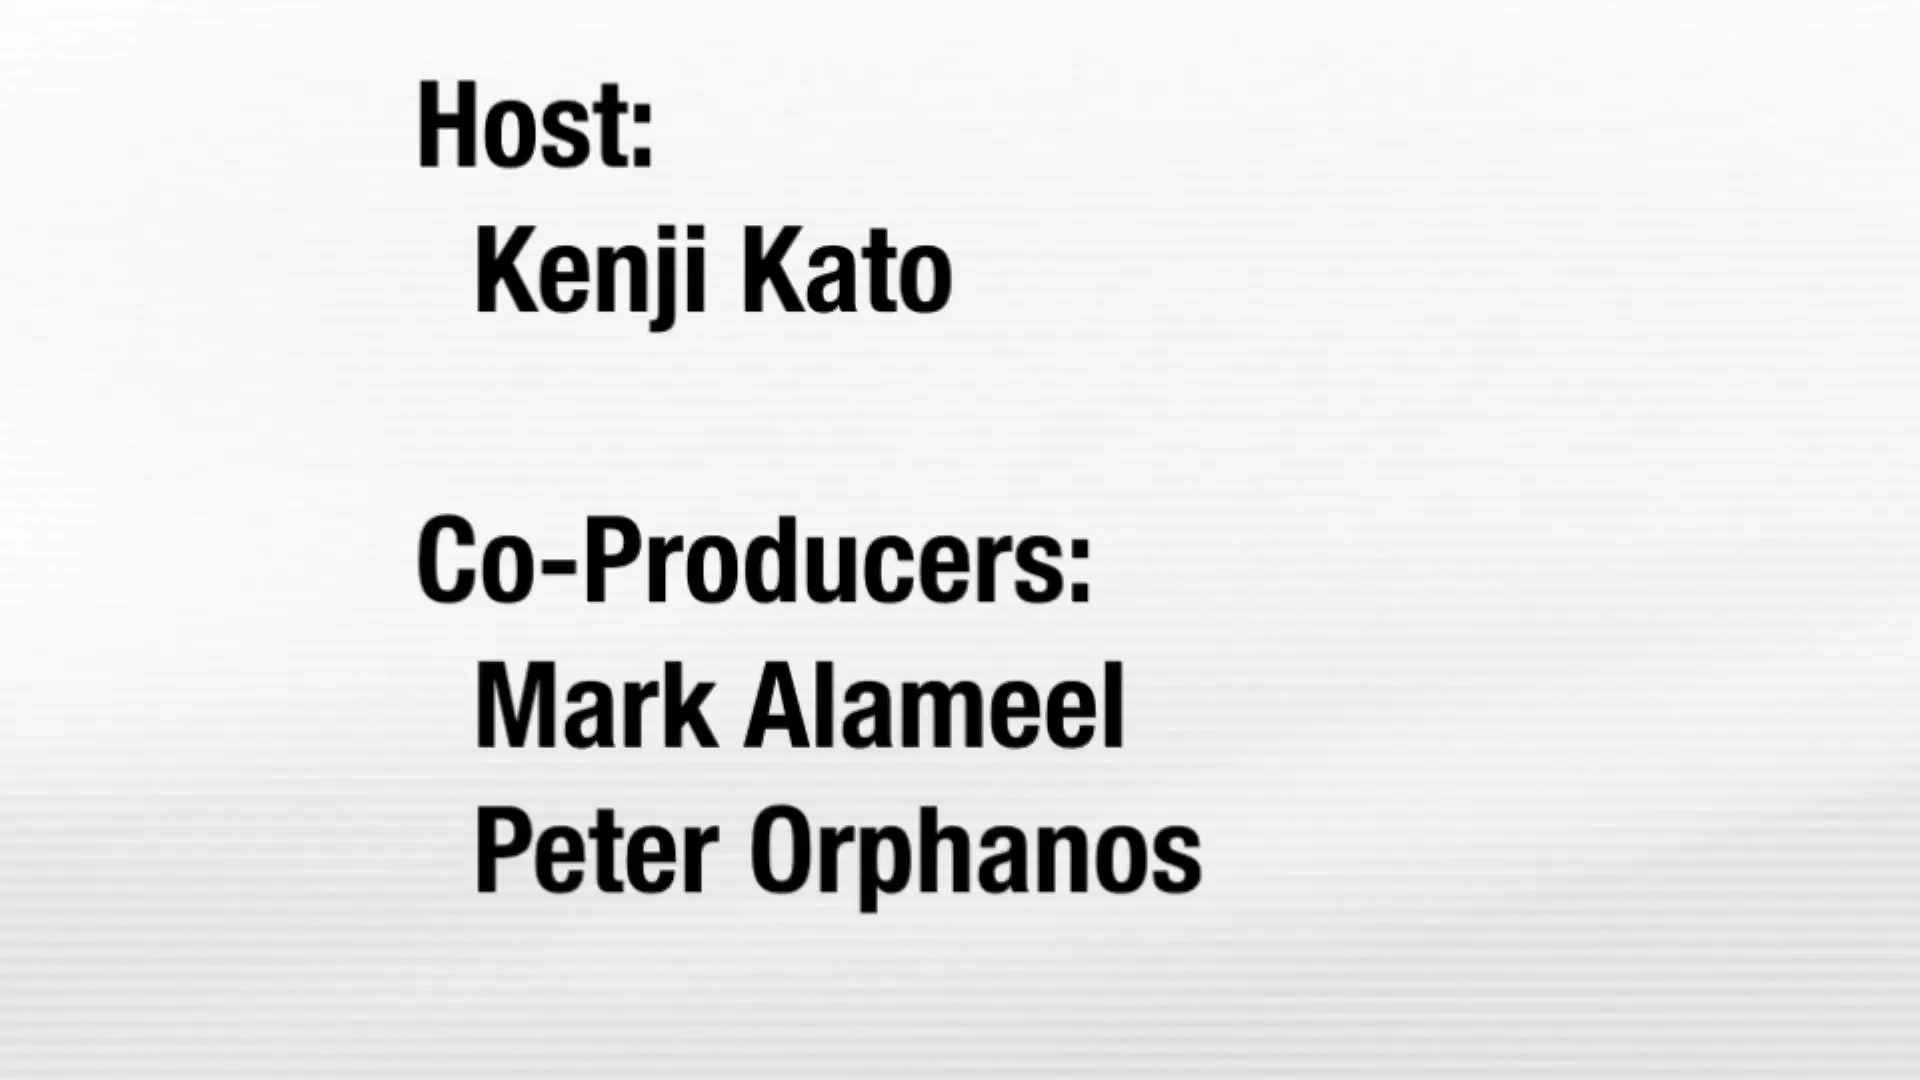 Host:
Kenji Kato
Co-Producers:
Mark Alameel
Peter Orphanos